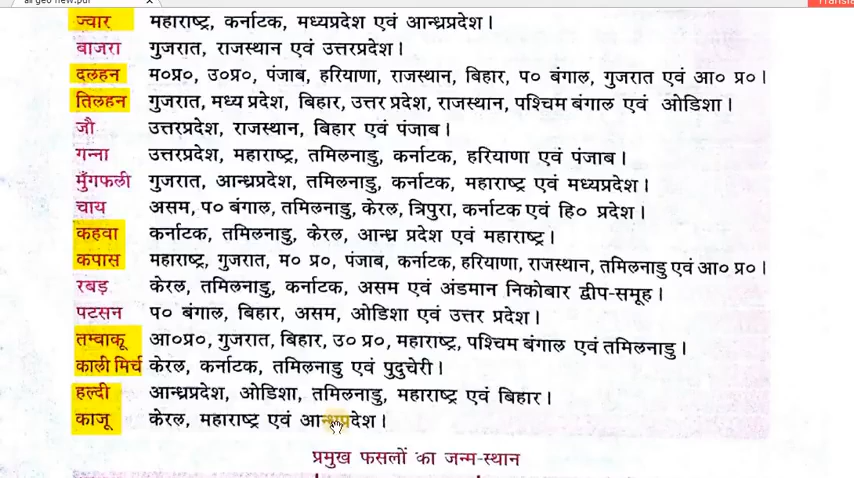 all geo new.pdf
Transla
ज्वार महाराष्ट्र, कर्नाटक, मध्यप्रदेश एवं आन्ध्रप्रदेश।
बाजरा गुजरात, राजस्थान एवं उत्तरप्रदेश।
दलहन म०प्र०, उ०प्र०, पंजाब, हरियाणा, राजस्थान, बिहार, प० बंगाल, गुजरात एवं आ० प्र०।
तिलहन गुजरात, मध्य प्रदेश, बिहार, उत्तर प्रदेश, राजस्थान, पश्चिम बंगाल एवं ओडिशा।
जौ उत्तरप्रदेश, राजस्थान, बिहार एवं पंजाब।
गन्ना उत्तरप्रदेश, महाराष्ट्र, तमिलनाडु, कर्नाटक, हरियाणा एवं पंजाब।
मुँगफली गुजरात, आन्ध्रप्रदेश, तमिलनाडु, कर्नाटक, महाराष्ट्र एवं मध्यप्रदेश।
चाय असम, प० बंगाल, तमिलनाडु, केरल, त्रिपुरा, कर्नाटक एवं हि० प्रदेश।
कहवा कर्नाटक, तमिलनाडु, केरल, आन्ध्र प्रदेश एवं महाराष्ट्र।
कपास महाराष्ट्र, गुजरात, म० प्र०, पंजाब, कर्नाटक, हरियाणा, राजस्थान, तमिलनाडु एवं आ० प्र०।
रबड़ केरल, तमिलनाडु, कर्नाटक, असम एवं अंडमान निकोबार द्वीप-समूह।
पटसन प० बंगाल, बिहार, असम, ओडिशा एवं उत्तर प्रदेश।
तम्बाकू आ०प्र०, गुजरात, बिहार, उ० प्र०, महाराष्ट्र, पश्चिम बंगाल एवं तमिलनाडु।
काली मिर्च केरल, कर्नाटक, तमिलनाडु एवं पुदुचेरी।
हल्दी आन्ध्रप्रदेश, ओडिशा, तमिलनाडु, महाराष्ट्र एवं बिहार।
काजू केरल, महाराष्ट्र एवं आन्ध्रप्रदेश।
प्रमुख फसलों का जन्म-स्थान